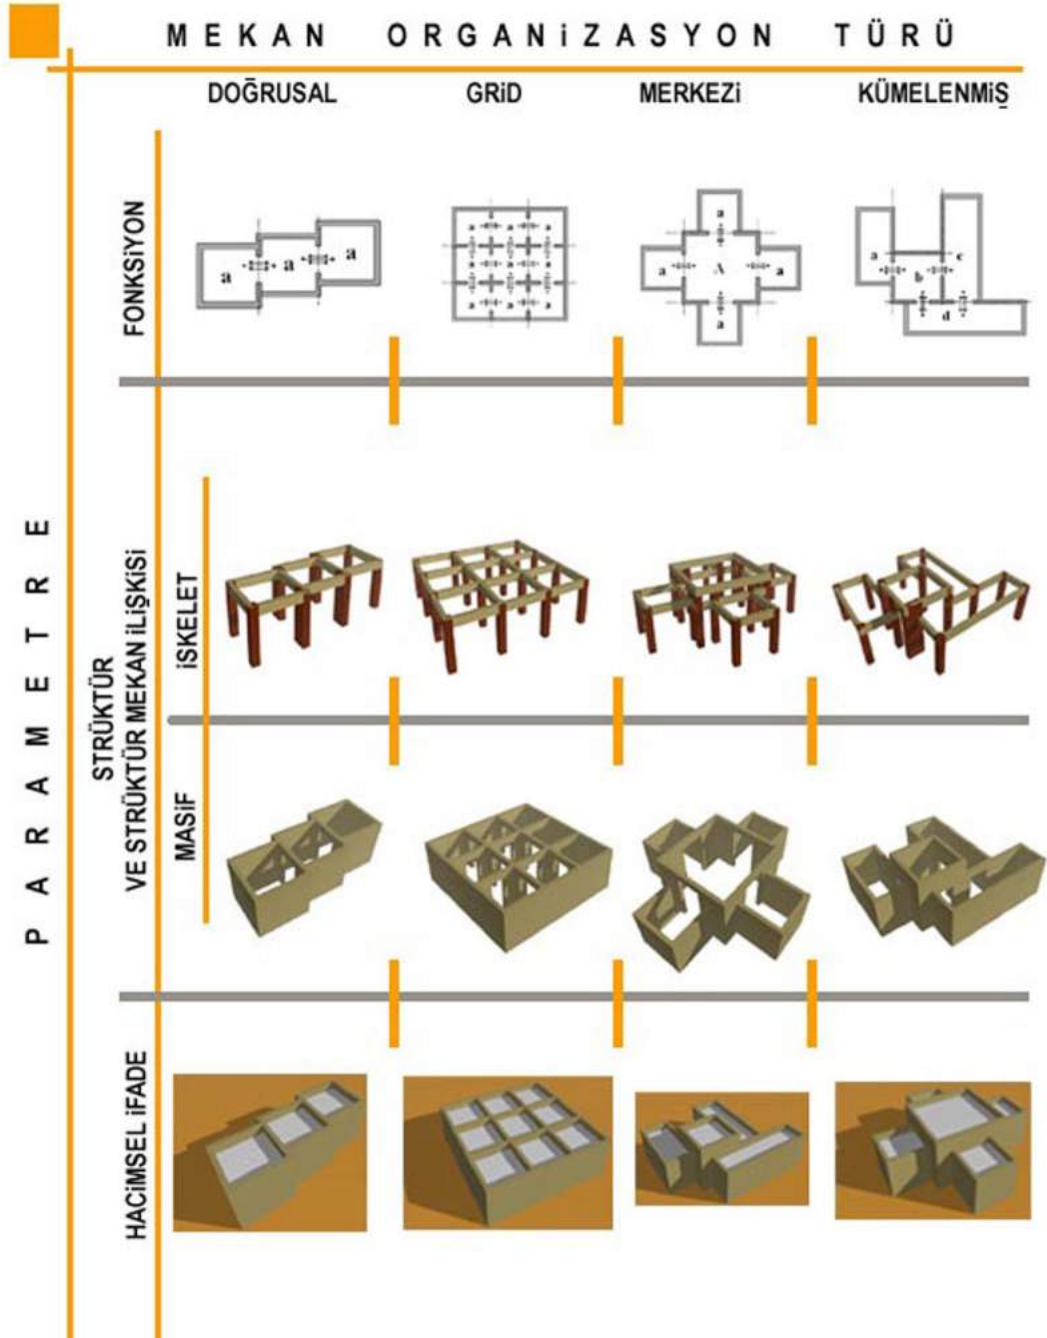 MEKAN ORGANiZASYON TÜRÜ
DOĞRUSAL GRiD MERKEZi KÜMELENMiŞ
PARAMETRE
FONKSiYON
a a a
a a a
a a a
a a a
a
a A a
a
a c
b
d
STRÜKTÜR
VE STRÜKTÜR MEKAN iLiŞKiSi
iSKELET
MASiF
HACiMSEL iFADE